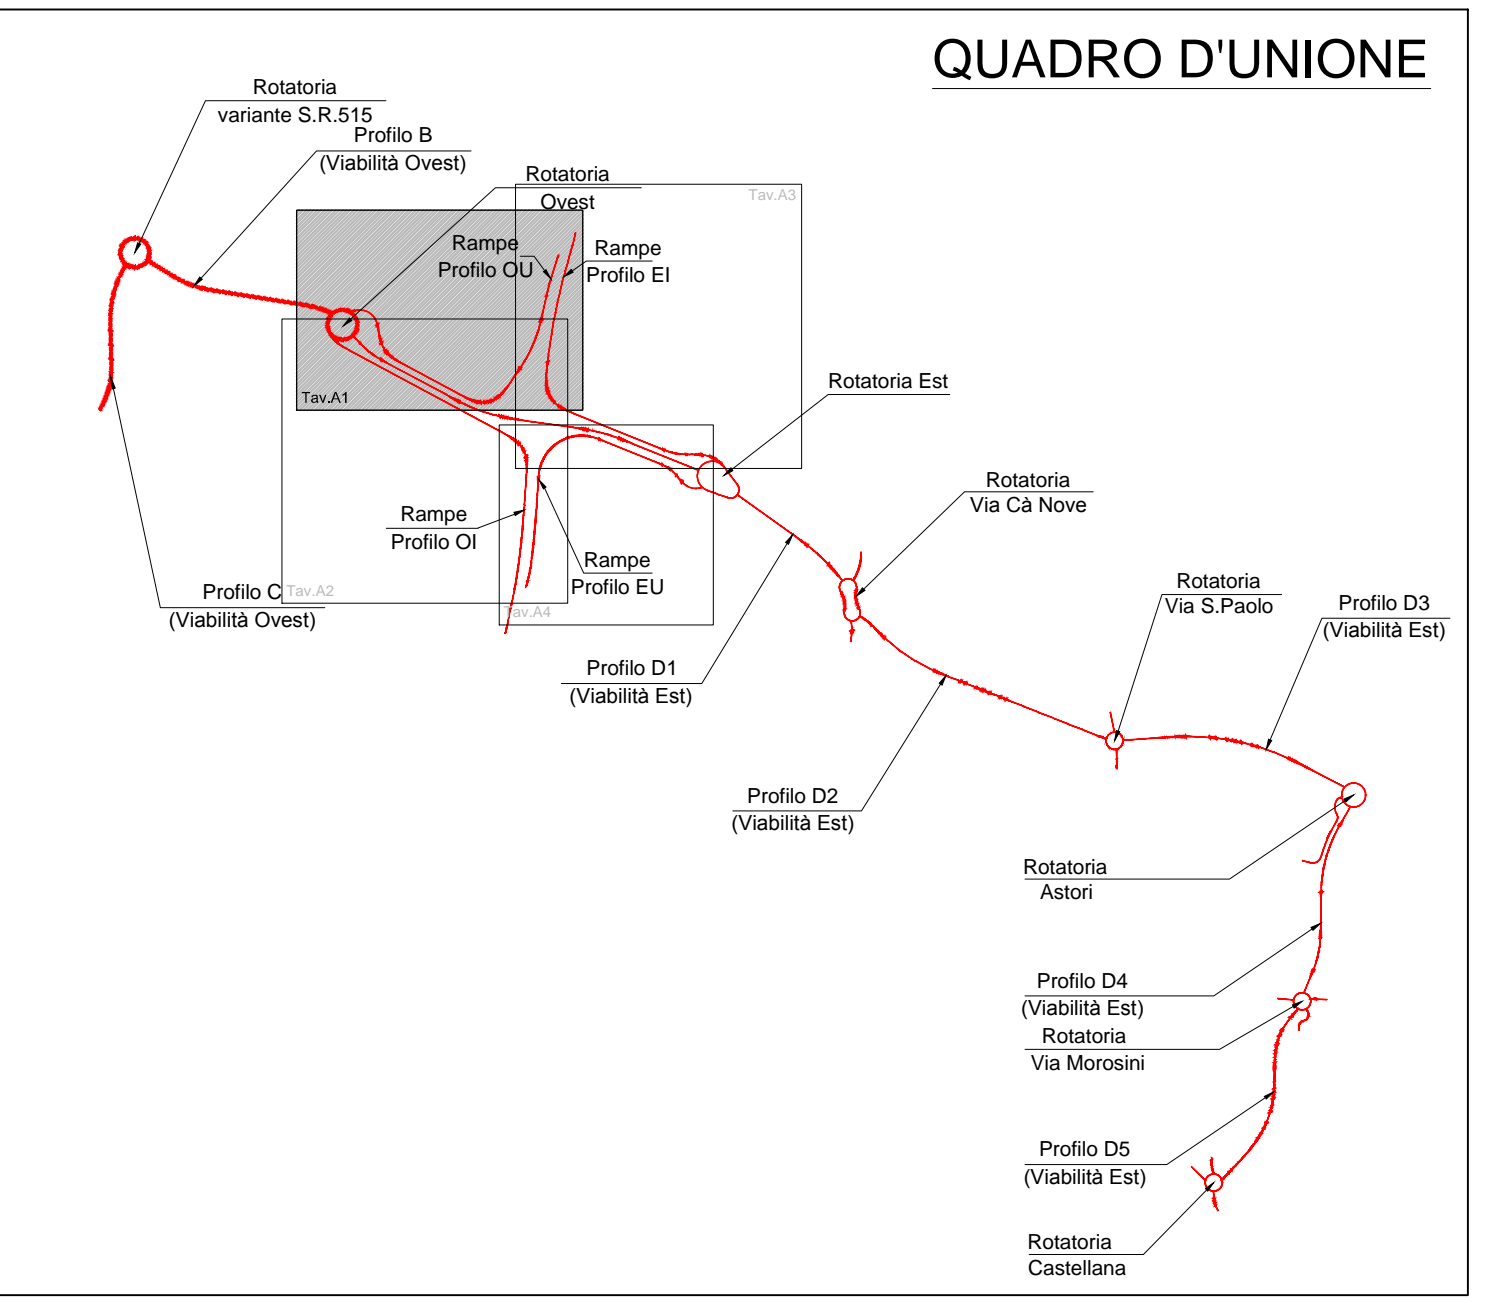 QUADRO D'UNIONE
Rotatoria
variante S.R.515
Profilo B
(Viabilità Ovest)
Rotatoria
Ovest
Tav.A3
Rampe
Profilo OU
Rampe
Profilo EI
Tav.A1
Rotatoria Est
Rotatoria
Via Cà Nove
Rampe
Profilo OI
Rampe
Profilo EU
Profilo C
(Viabilità Ovest)
Tav.A2
Tav.A4
Rotatoria
Via S.Paolo
Profilo D3
(Viabilità Est)
Profilo D1
(Viabilità Est)
Profilo D2
(Viabilità Est)
Rotatoria
Astori
Profilo D4
(Viabilità Est)
Rotatoria
Via Morosini
Profilo D5
(Viabilità Est)
Rotatoria
Castellana